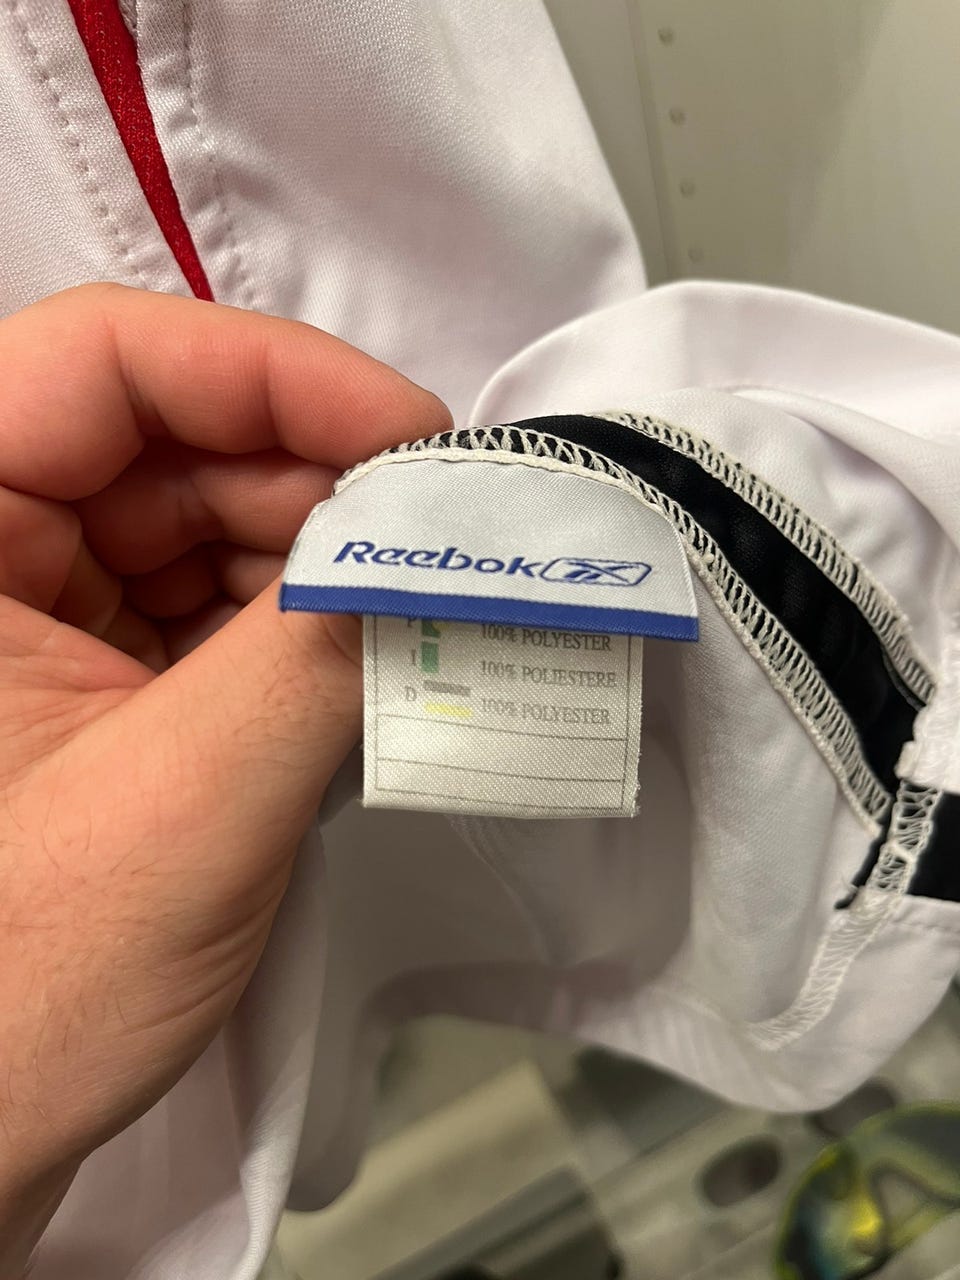 Reebok
P 100% POLYESTER
I 100% POLIESTERE
D 100% POLYESTER